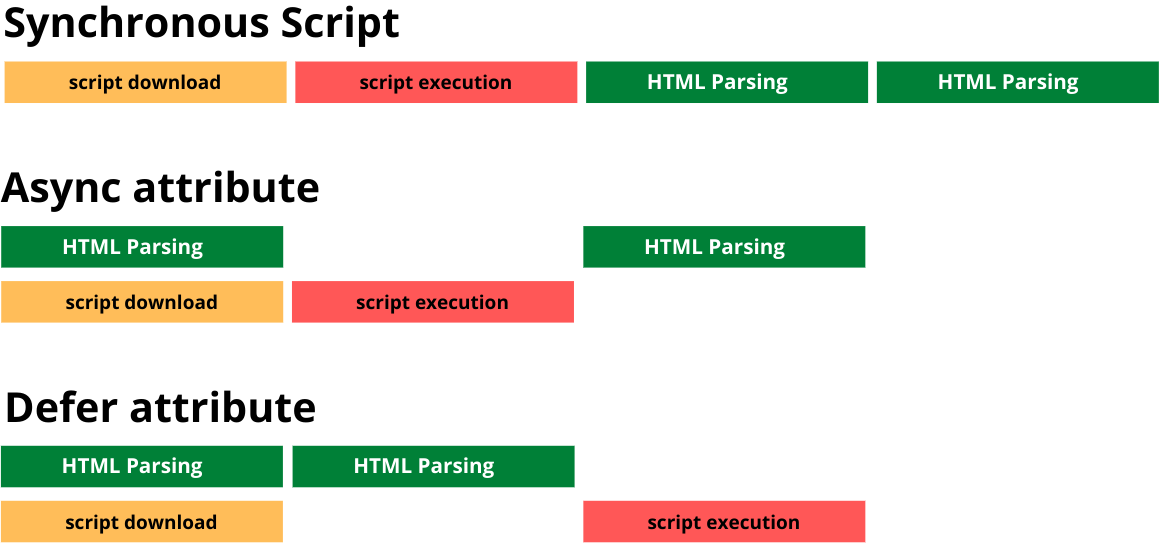 Synchronous Script
script download script execution HTML Parsing HTML Parsing
Async attribute
HTML Parsing HTML Parsing
script download script execution
Defer attribute
HTML Parsing HTML Parsing
script download script execution